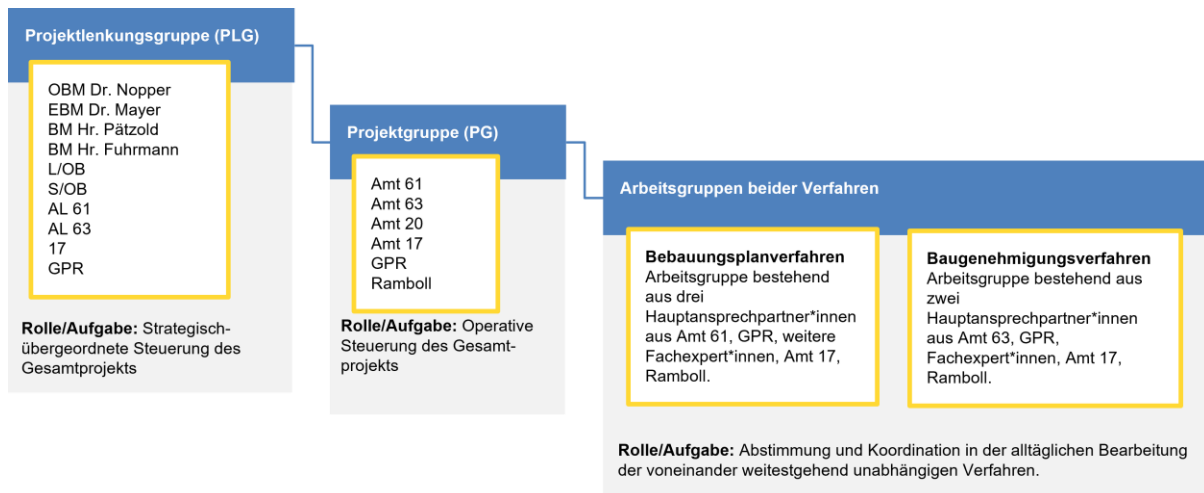 Projektlenkungsgruppe (PLG)
OBM Dr. Nopper
EBM Dr. Mayer
BM Hr. Pätzold
BM Hr. Fuhrmann
L/OB
S/OB
AL 61
AL 63
17
GPR
Rolle/Aufgabe: Strategisch-
übergeordnete Steuerung des
Gesamtprojekts
Projektgruppe (PG)
Amt 61
Amt 63
Amt 20
Amt 17
GPR
Ramboll
Rolle/Aufgabe: Operative
Steuerung des Gesamt-
projekts
Arbeitsgruppen beider Verfahren
Bebauungsplanverfahren
Arbeitsgruppe bestehend
aus drei
Hauptansprechpartner*innen
aus Amt 61, GPR, weitere
Fachexpert*innen, Amt 17,
Ramboll.
Baugenehmigungsverfahren
Arbeitsgruppe bestehend aus
zwei
Hauptansprechpartner*innen
aus Amt 63, GPR,
Fachexpert*innen, Amt 17,
Ramboll.
Rolle/Aufgabe: Abstimmung und Koordination in der alltäglichen Bearbeitung
der voneinander weitestgehend unabhängigen Verfahren.